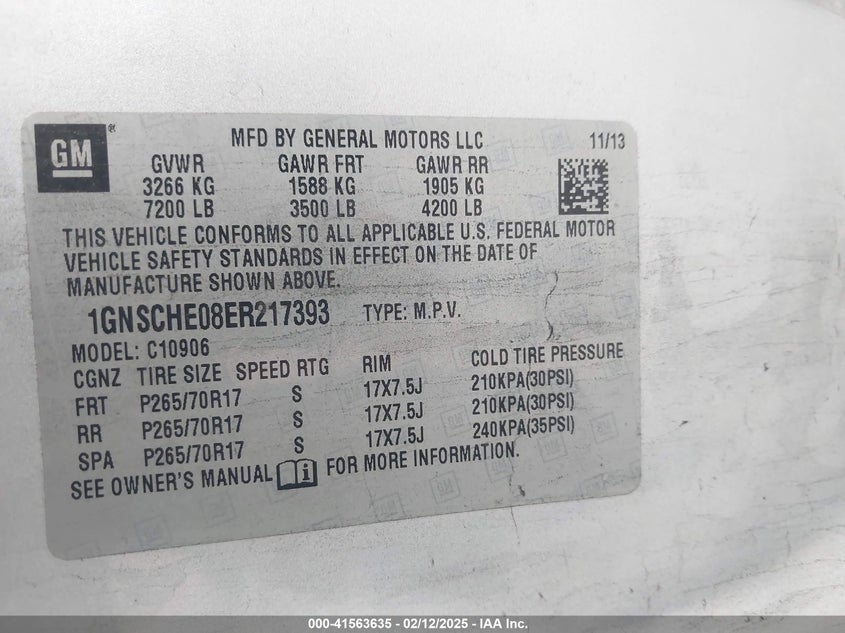 GM ®
MFD BY GENERAL MOTORS LLC 11/13
GVWR GAWR FRT GAWR RR
3266 KG 1588 KG 1905 KG
7200 LB 3500 LB 4200 LB
THIS VEHICLE CONFORMS TO ALL APPLICABLE U.S. FEDERAL MOTOR
VEHICLE SAFETY STANDARDS IN EFFECT ON THE DATE OF
MANUFACTURE SHOWN ABOVE.
1GNSCHE08ER217393 TYPE: M.P.V.
MODEL: C10906
CGNZ TIRE SIZE SPEED RTG RIM COLD TIRE PRESSURE
FRT P265/70R17 S 17X7.5J 210KPA(30PSI)
RR P265/70R17 S 17X7.5J 210KPA(30PSI)
SPA P265/70R17 S 17X7.5J 240KPA(35PSI)
SEE OWNER'S MANUAL i FOR MORE INFORMATION.
000-41563635 - 02/12/2025 - IAA Inc.